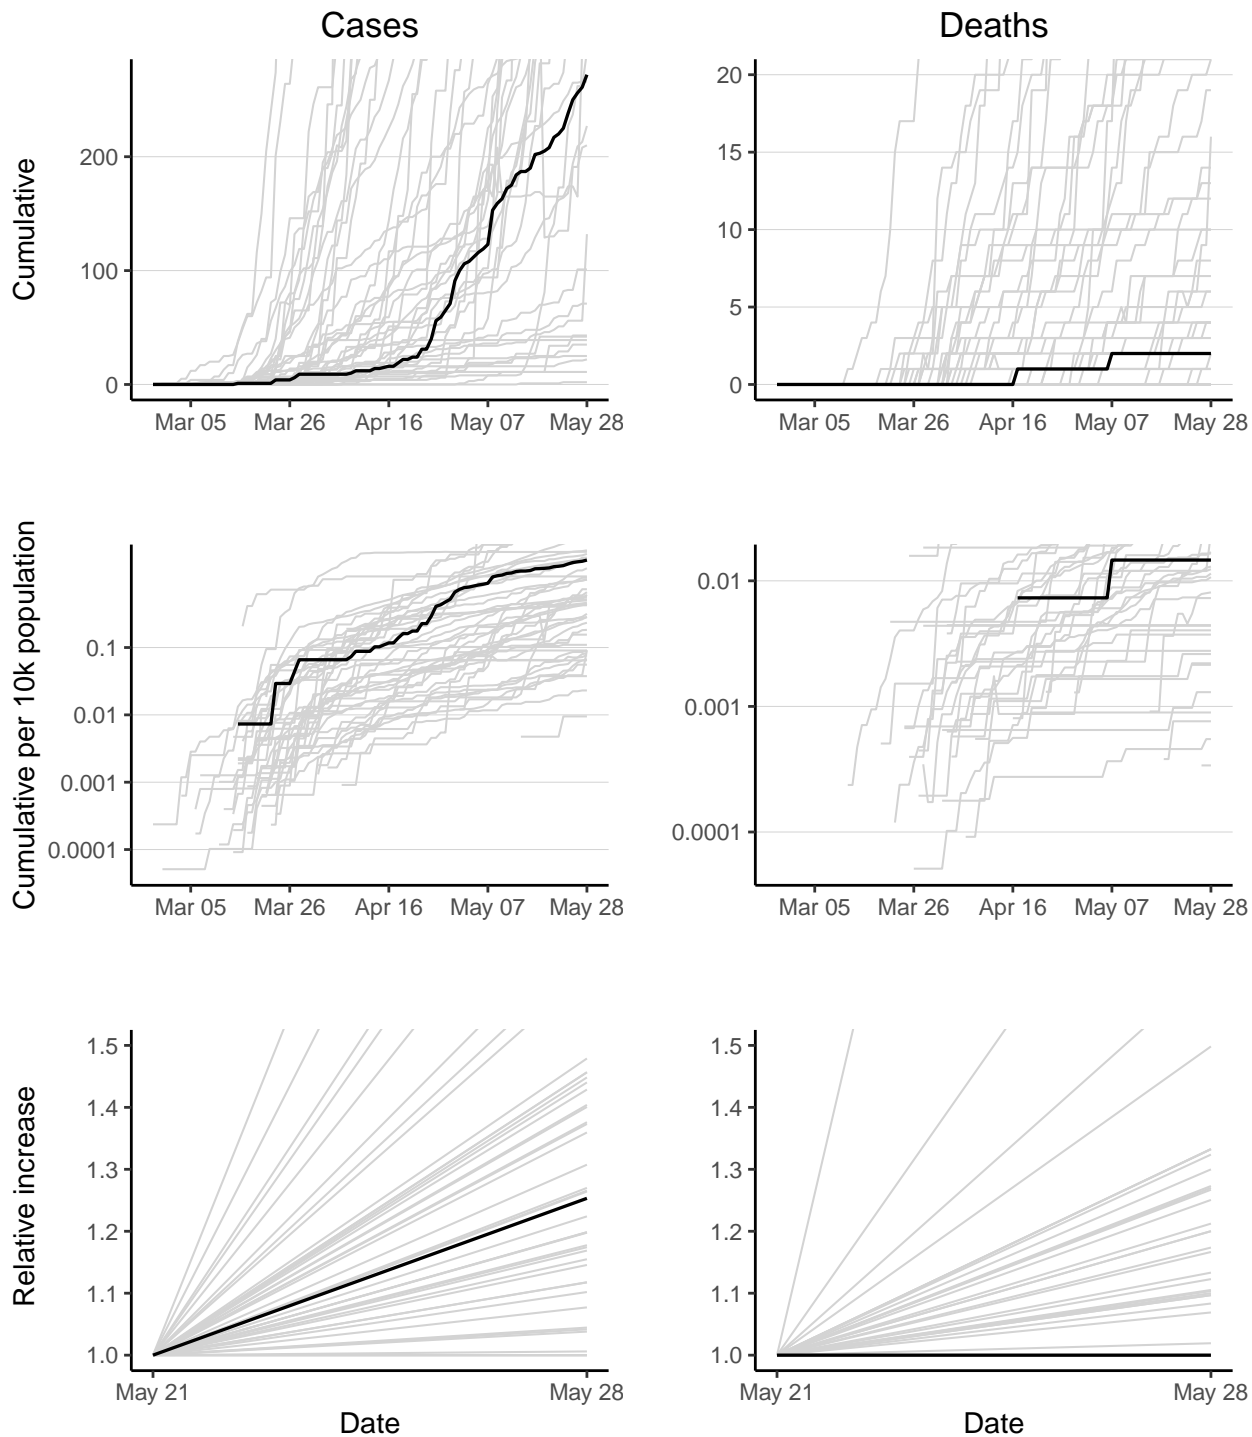 Cases
Deaths
Cumulative
200
100
0
Mar 05 Mar 26 Apr 16 May 07 May 28
20
15
10
5
0
Mar 05 Mar 26 Apr 16 May 07 May 28
Cumulative per 10k population
0.1
0.01
0.001
0.0001
Mar 05 Mar 26 Apr 16 May 07 May 28
0.01
0.001
0.0001
Mar 05 Mar 26 Apr 16 May 07 May 28
Relative increase
1.5
1.4
1.3
1.2
1.1
1.0
May 21 May 28
Date
1.5
1.4
1.3
1.2
1.1
1.0
May 21 May 28
Date